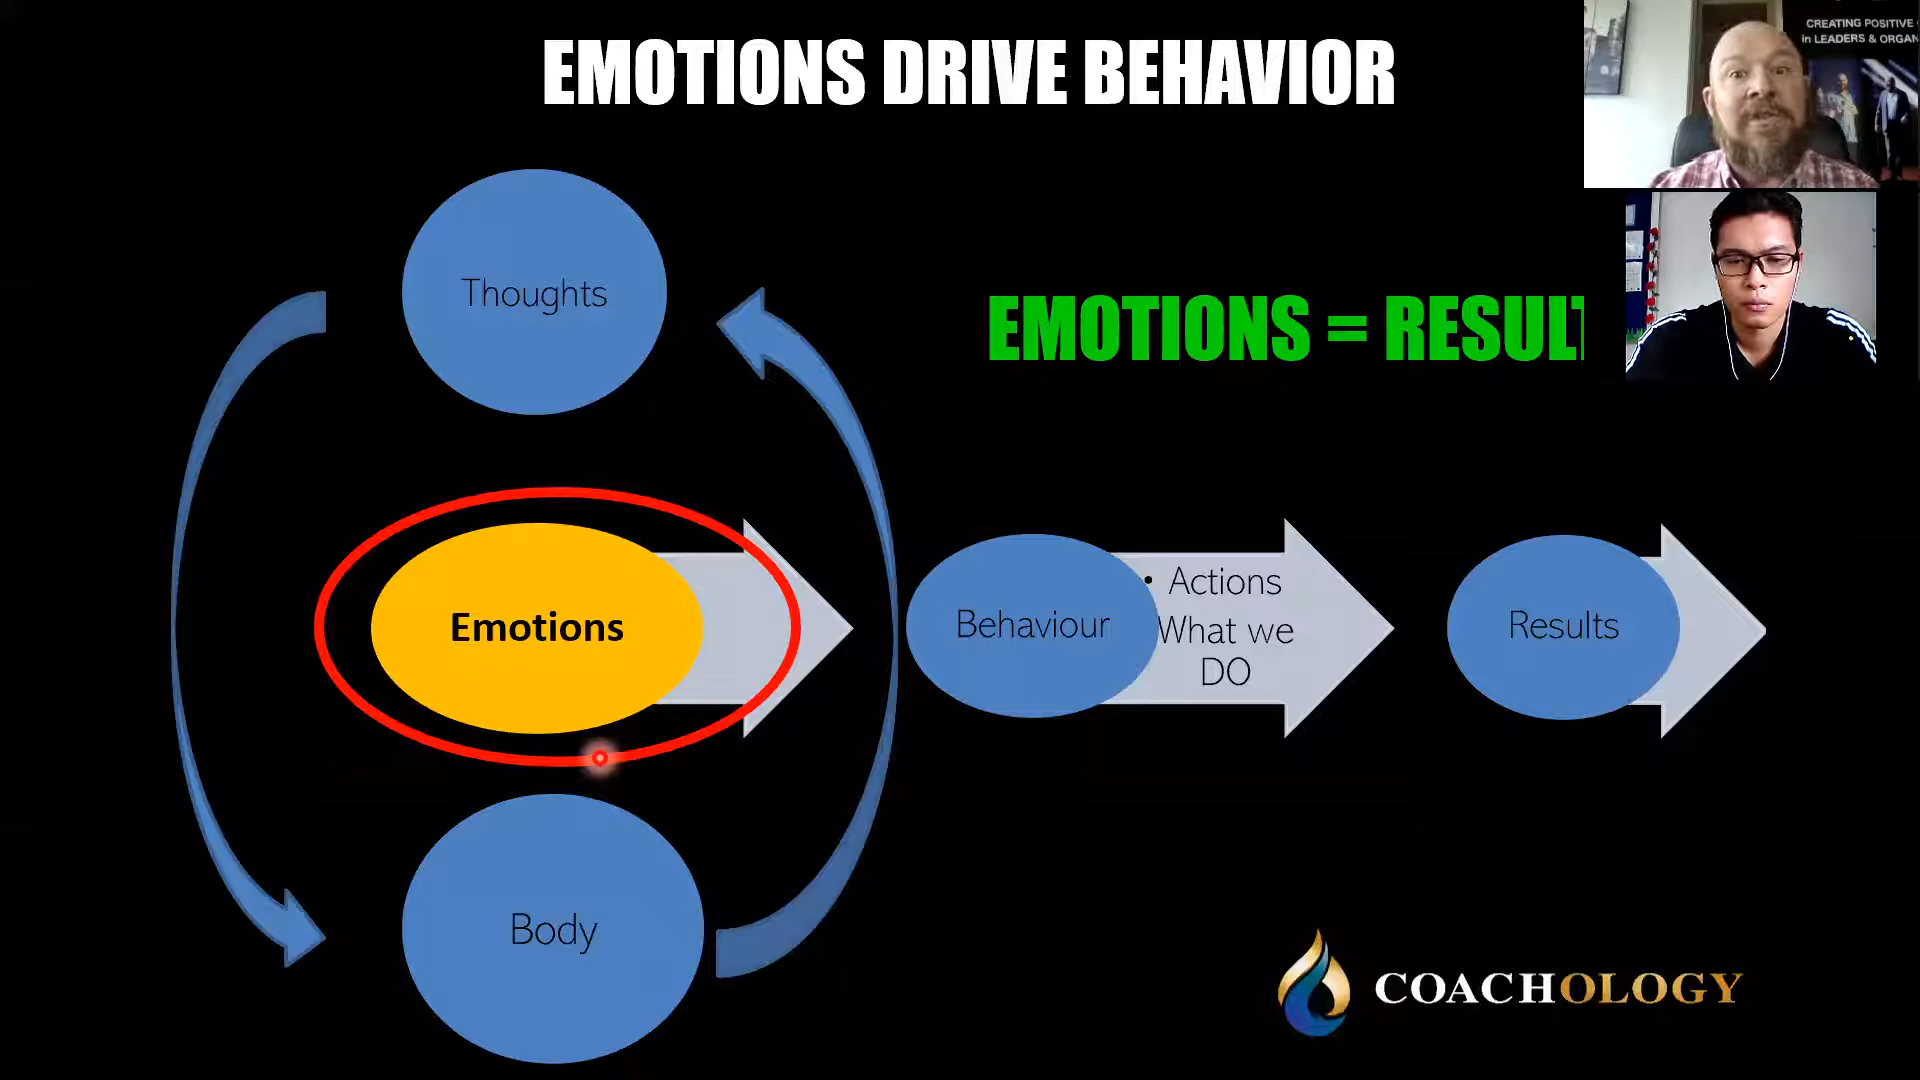 EMOTIONS DRIVE BEHAVIOR
CREATING POSITIVE
in LEADERS & ORGAN
Thoughts
EMOTIONS = RESULT
Emotions
Behaviour
• Actions
What we
DO
Results
Body
COACHOLOGY